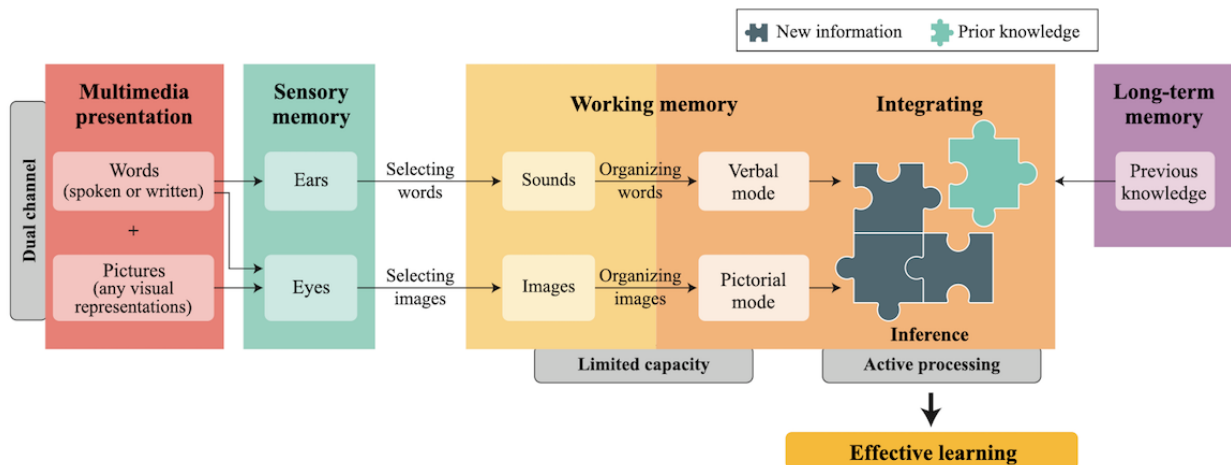 New information
Prior knowledge
Dual channel
Multimedia
presentation
Words
(spoken or written)
+
Pictures
(any visual
representations)
Sensory
memory
Ears
Eyes
Selecting
words
Selecting
images
Working memory
Sounds
Images
Organizing
words
Organizing
images
Verbal
mode
Pictorial
mode
Integrating
Inference
Long-term
memory
Previous
knowledge
Limited capacity
Active processing
Effective learning